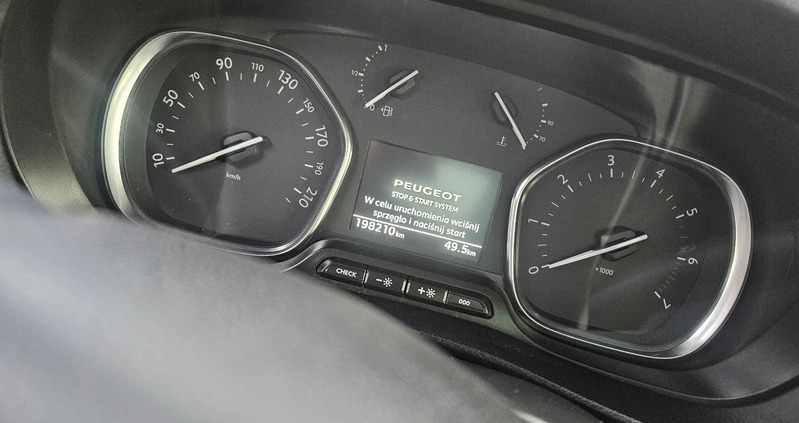 10 30 50 70 90 110 130 150 170 190 210
km/h
0 1/2 1
90
70
PEUGEOT
STOP & START SYSTEM
W celu uruchomienia wciśnij
sprzęgło i naciśnij start
198210 km
49.5 km
CHECK
-
+
000
0 1 2 3 4 5 6 7
×1000